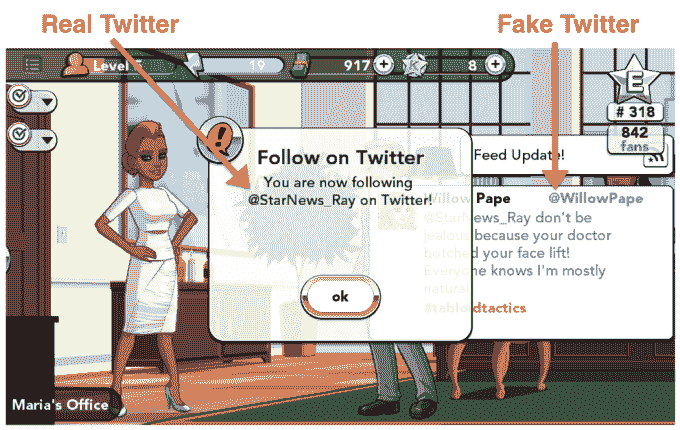 Real Twitter
Fake Twitter
Level
19
917
8
E
# 318
842
fans
Follow on Twitter
You are now following
@StarNews_Ray on Twitter!
ok
Feed Update!
Willow Pape @WillowPape
@StarNews_Ray don't be
jealous because your doctor
botched your face lift!
Everyone knows I'm mostly
natural
#tabloidtactics
Maria's Office